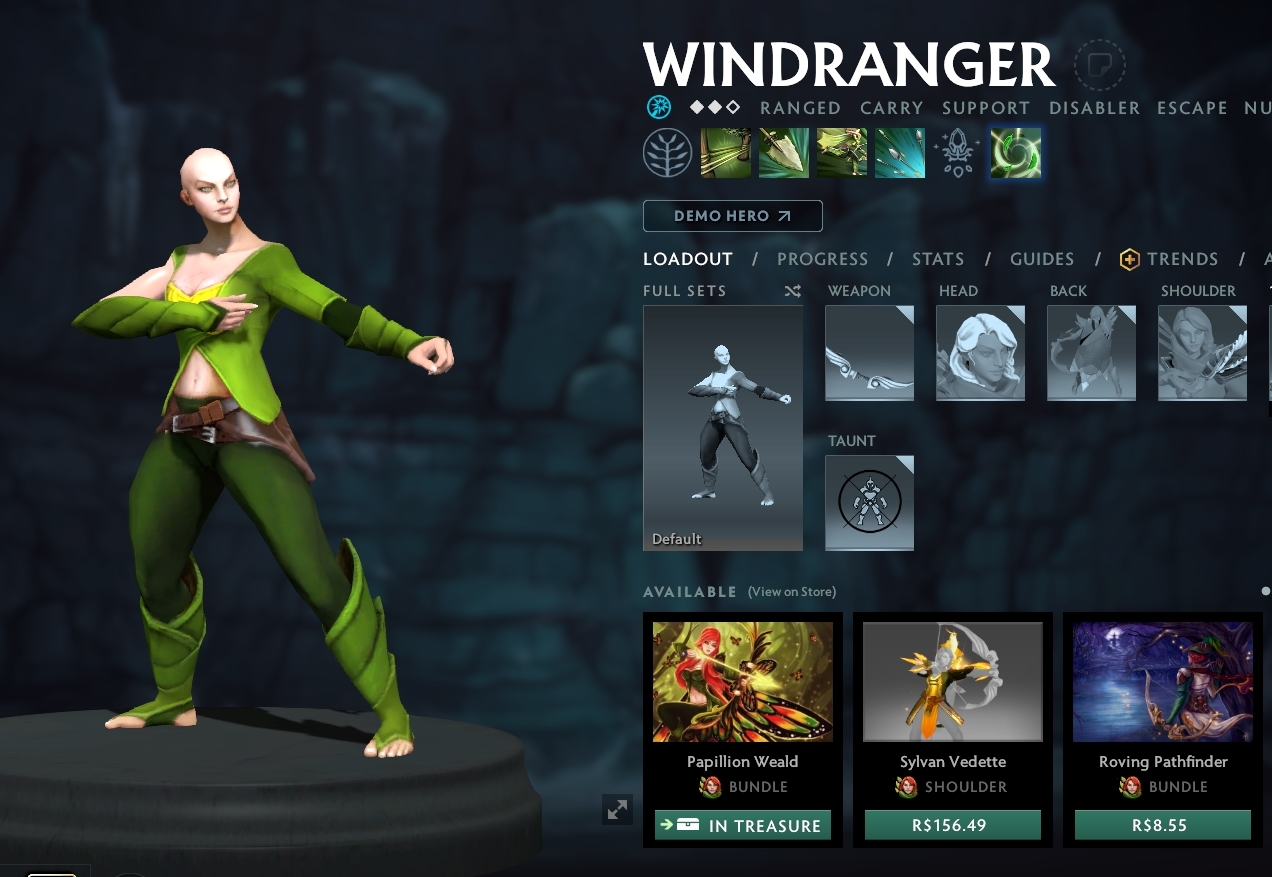 WINDRANGER
RANGED CARRY SUPPORT DISABLER ESCAPE NU
DEMO HERO
LOADOUT / PROGRESS / STATS / GUIDES / TRENDS / A
FULL SETS WEAPON HEAD BACK SHOULDER
TAUNT
Default
AVAILABLE (View on Store)
Papillion Weald Sylvan Vedette Roving Pathfinder
BUNDLE SHOULDER BUNDLE
IN TREASURE R$156.49 R$8.55